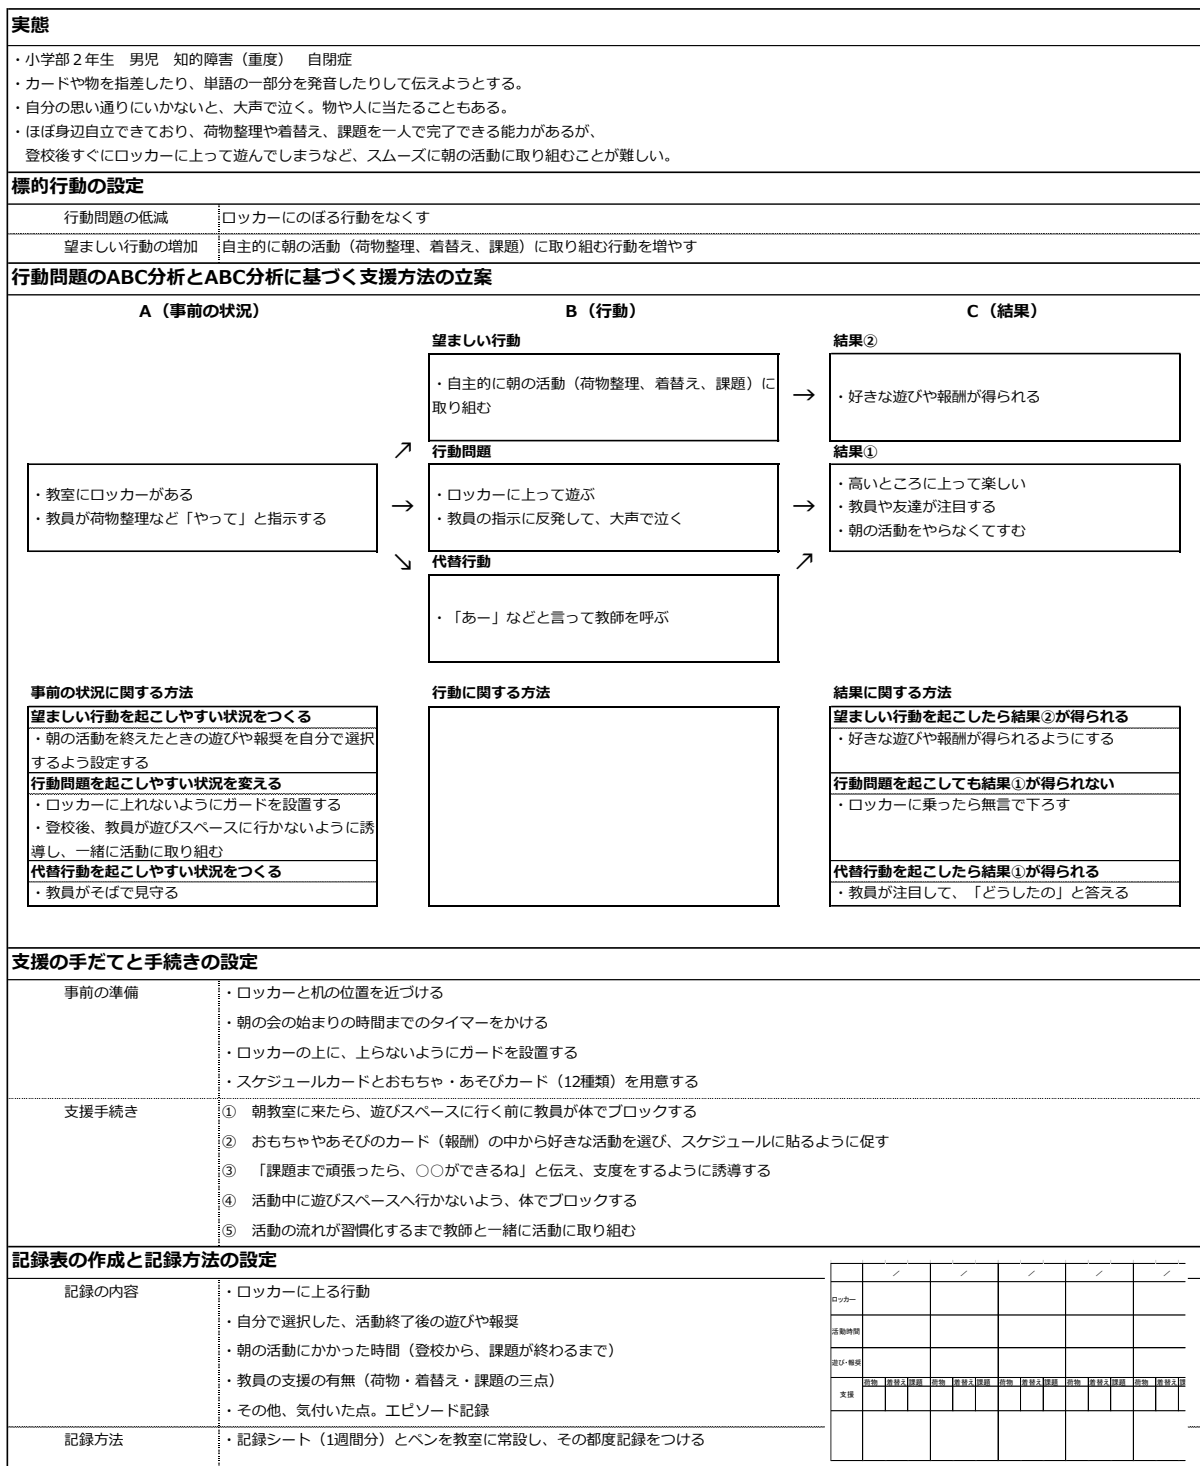 実態
・小学部２年生　男児　知的障害（重度）　自閉症
・カードや物を指差したり、単語の一部分を発音したりして伝えようとする。
・自分の思い通りにいかないと、大声で泣く。物や人に当たることもある。
・ほぼ身辺自立できており、荷物整理や着替え、課題を一人で完了できる能力があるが、
登校後すぐにロッカーに上って遊んでしまうなど、スムーズに朝の活動に取り組むことが難しい。
標的行動の設定
行動問題の低減　ロッカーにのぼる行動をなくす
望ましい行動の増加　自主的に朝の活動（荷物整理、着替え、課題）に取り組む行動を増やす
行動問題のABC分析とABC分析に基づく支援方法の立案
A（事前の状況）　B（行動）　C（結果）
望ましい行動　結果②
・自主的に朝の活動（荷物整理、着替え、課題）に
取り組む
→
・好きな遊びや報酬が得られる
↗　行動問題　結果①
・教室にロッカーがある
・教員が荷物整理など「やって」と指示する
→
・ロッカーに上って遊ぶ
・教員の指示に反発して、大声で泣く
→
・高いところに上って楽しい
・教員や友達が注目する
・朝の活動をやらなくてすむ
↘　代替行動　↗
・「あー」などと言って教師を呼ぶ
事前の状況に関する方法　行動に関する方法　結果に関する方法
望ましい行動を起こしやすい状況をつくる
・朝の活動を終えたときの遊びや報奨を自分で選択
するよう設定する
行動問題を起こしやすい状況を変える
・ロッカーに上れないようにガードを設置する
・登校後、教員が遊びスペースに行かないように誘
導し、一緒に活動に取り組む
代替行動を起こしやすい状況をつくる
・教員がそばで見守る
望ましい行動を起こしたら結果②が得られる
・好きな遊びや報酬が得られるようにする
行動問題を起こしても結果①が得られない
・ロッカーに乗ったら無言で下ろす
代替行動を起こしたら結果①が得られる
・教員が注目して、「どうしたの」と答える
支援の手だてと手続きの設定
事前の準備　・ロッカーと机の位置を近づける
・朝の会の始まりの時間までのタイマーをかける
・ロッカーの上に、上らないようにガードを設置する
・スケジュールカードとおもちゃ・あそびカード（12種類）を用意する
支援手続き　①　朝教室に来たら、遊びスペースに行く前に教員が体でブロックする
②　おもちゃやあそびのカード（報酬）の中から好きな活動を選び、スケジュールに貼るように促す
③　「課題まで頑張ったら、○○ができるね」と伝え、支度をするように誘導する
④　活動中に遊びスペースへ行かないよう、体でブロックする
⑤　活動の流れが習慣化するまで教師と一緒に活動に取り組む
記録表の作成と記録方法の設定
記録の内容　・ロッカーに上る行動
・自分で選択した、活動終了後の遊びや報奨
・朝の活動にかかった時間（登校から、課題が終わるまで）
・教員の支援の有無（荷物・着替え・課題の三点）
・その他、気付いた点。エピソード記録
記録方法　・記録シート（1週間分）とペンを教室に常設し、その都度記録をつける
／　／　／　／　／
ロッカー
活動時間
遊び・報奨
支援　荷物　着替え　課題　荷物　着替え　課題　荷物　着替え　課題　荷物　着替え　課題　荷物　着替え